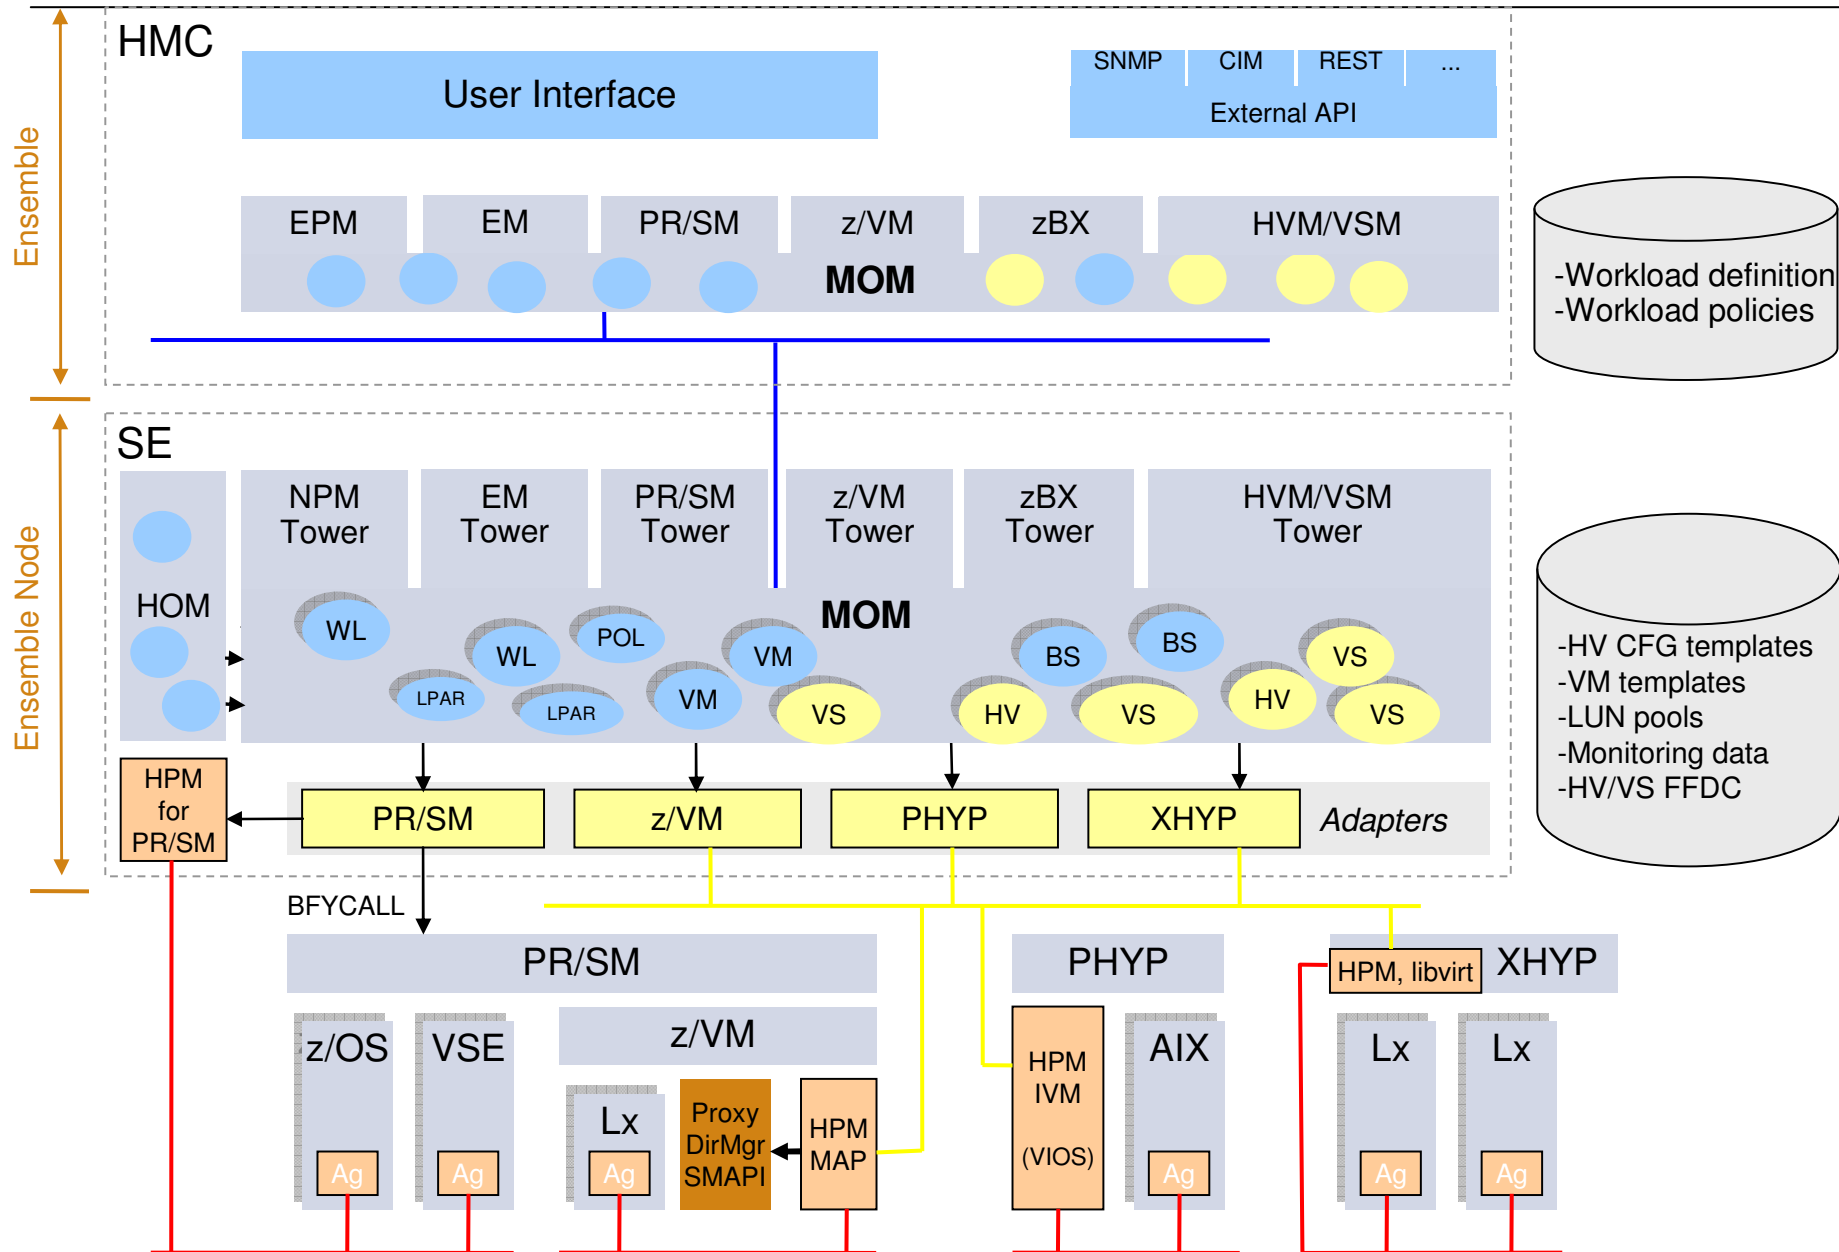 HMC
User Interface
SNMP CIM REST ...
External API
Ensemble
EPM EM PR/SM z/VM zBX HVM/VSM
MOM
-Workload definition
-Workload policies
SE
Ensemble Node
HOM
NPM
Tower
EM
Tower
PR/SM
Tower
z/VM
Tower
zBX
Tower
HVM/VSM
Tower
MOM
WL
WL
POL
VM
BS
BS
VS
LPAR
LPAR
VM
VS
HV
VS
HV
VS
-HV CFG templates
-VM templates
-LUN pools
-Monitoring data
-HV/VS FFDC
HPM
for
PR/SM
PR/SM
z/VM
PHYP
XHYP
Adapters
BFYCALL
PR/SM
PHYP
HPM, libvirt
XHYP
z/OS
VSE
z/VM
Lx
Proxy
DirMgr
SMAPI
HPM
MAP
HPM
IVM
(VIOS)
AIX
Lx
Lx
Ag
Ag
Ag
Ag
Ag
Ag